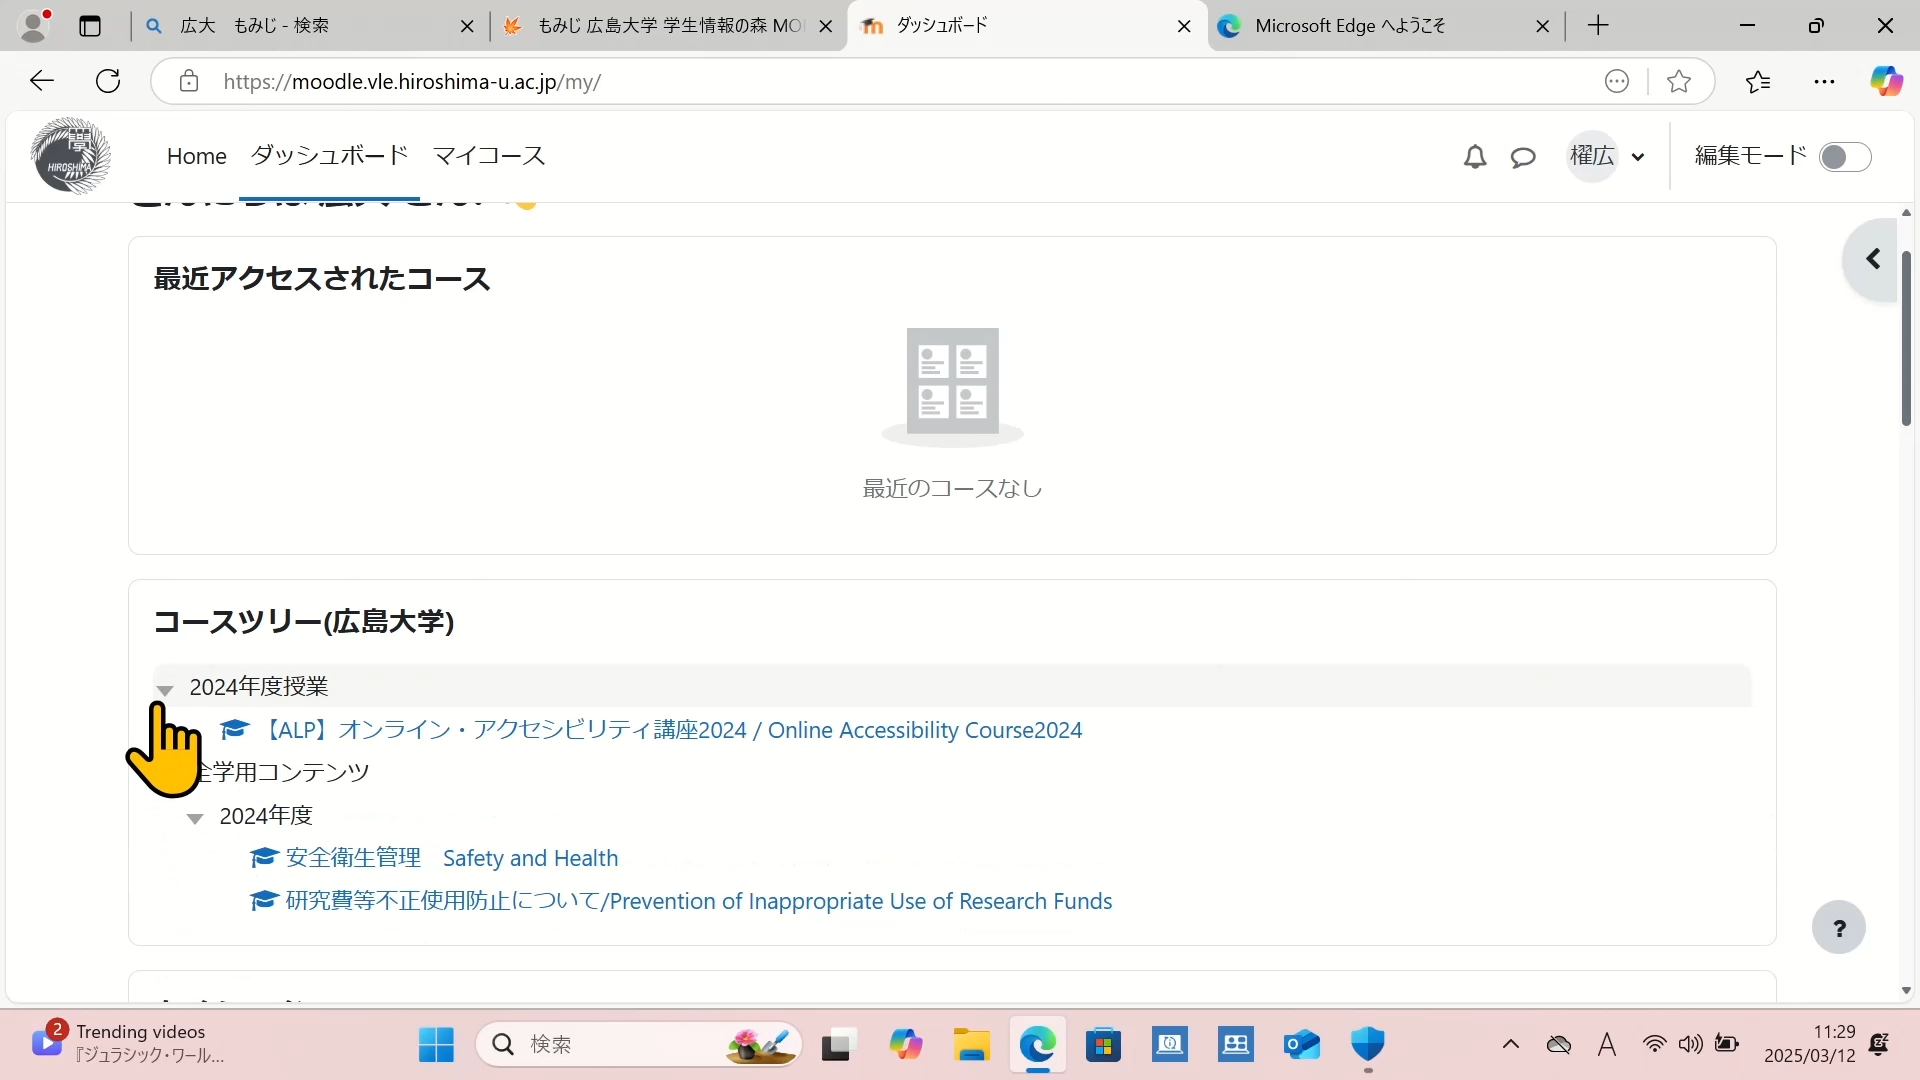 広大　もみじ - 検索
もみじ 広島大学 学生情報の森 MO
ダッシュボード
Microsoft Edge へようこそ
https://moodle.vle.hiroshima-u.ac.jp/my/
HIROSHIMA
Home
ダッシュボード
マイコース
櫂広
編集モード
最近アクセスされたコース
最近のコースなし
コースツリー(広島大学)
2024年度授業
【ALP】オンライン・アクセシビリティ講座2024 / Online Accessibility Course2024
全学用コンテンツ
2024年度
安全衛生管理　Safety and Health
研究費等不正使用防止について/Prevention of Inappropriate Use of Research Funds
?
2
Trending videos
『ジュラシック・ワール...
検索
A
11:29
2025/03/12